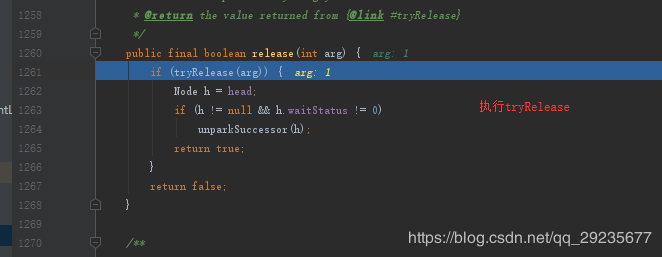 1258 * @return the value returned from {@link #tryRelease}
1259 */
1260 public final boolean release(int arg) { arg: 1
1261 if (tryRelease(arg)) { arg: 1
1262 Node h = head;
1263 if (h != null && h.waitStatus != 0) 执行tryRelease
1264 unparkSuccessor(h);
1265 return true;
1266 }
1267 return false;
1268 }
1269
1270 /**
ntl
https://blog.csdn.net/qq_29235677